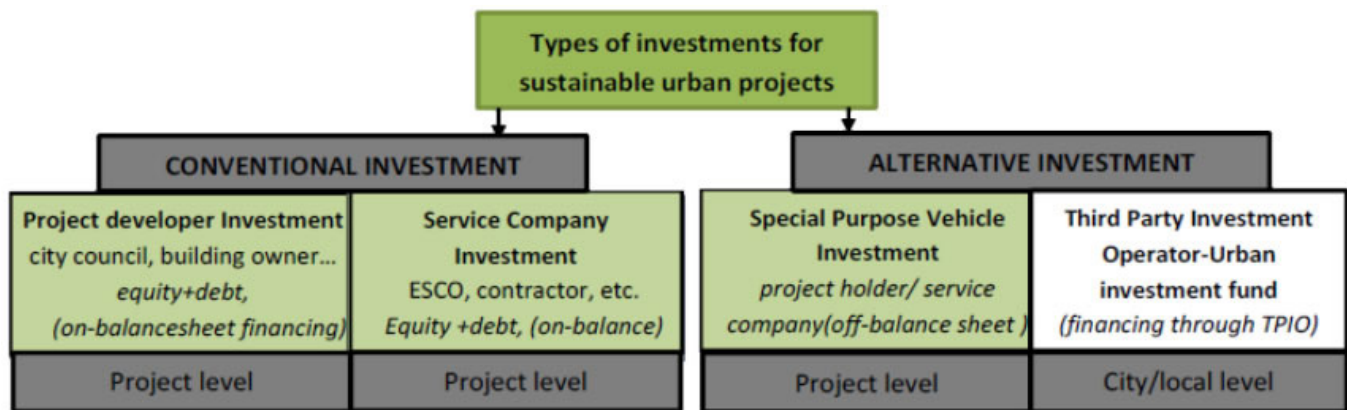 Types of investments for
sustainable urban projects
CONVENTIONAL INVESTMENT
Project developer Investment
city council, building owner…
equity+debt,
(on-balancesheet financing)
Project level
Service Company
Investment
ESCO, contractor, etc.
Equity +debt, (on-balance)
Project level
ALTERNATIVE INVESTMENT
Special Purpose Vehicle
Investment
project holder/ service
company(off-balance sheet )
Project level
Third Party Investment
Operator-Urban
investment fund
(financing through TPIO)
City/local level